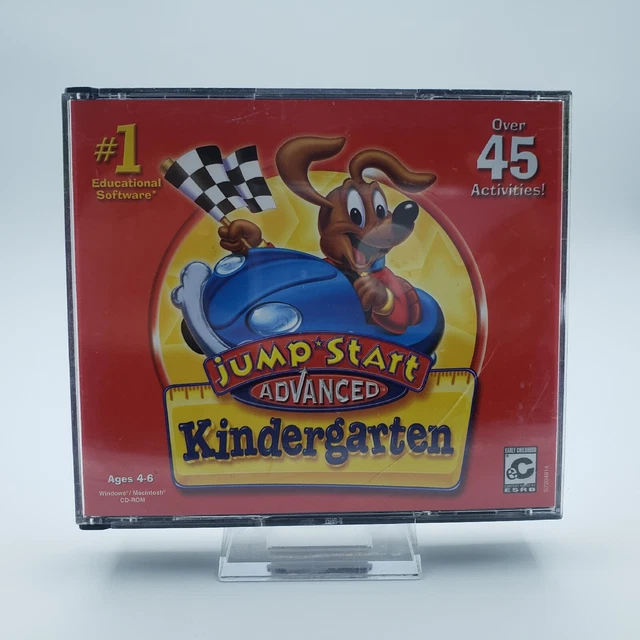 #1
Educational
Software*
Over
45
Activities!
jump★Start
ADVANCED
Kindergarten
Ages 4-6
Windows®/Macintosh®
CD-ROM
EARLY CHILDHOOD
eC
ESRB